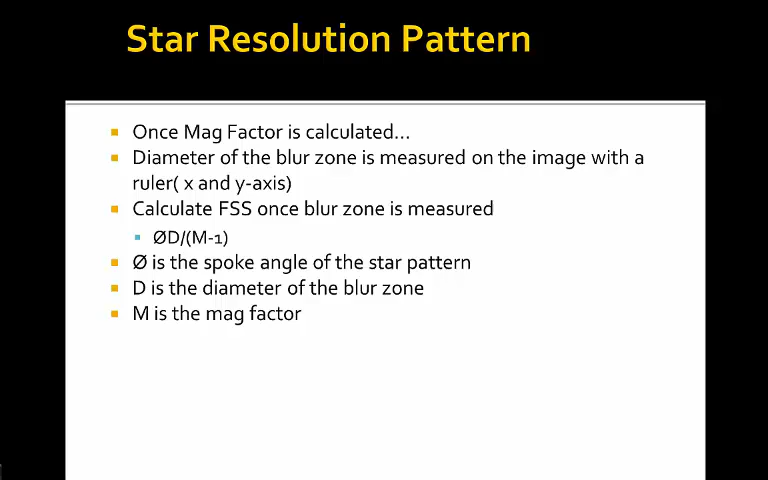 Star Resolution Pattern
Once Mag Factor is calculated...
Diameter of the blur zone is measured on the image with a
ruler( x and y-axis)
Calculate FSS once blur zone is measured
ØD/(M-1)
Ø is the spoke angle of the star pattern
D is the diameter of the blur zone
M is the mag factor